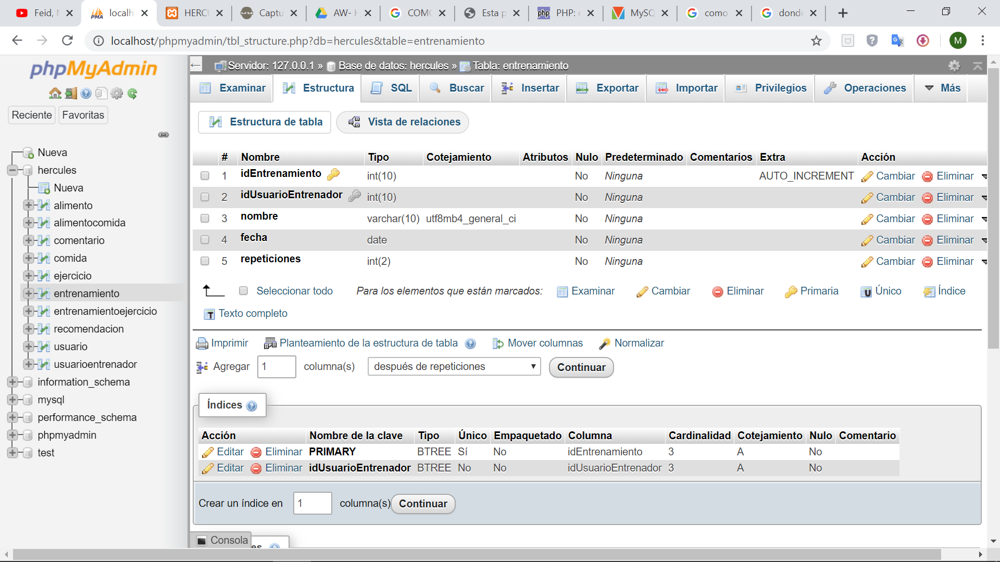 Feid, M
localh
HERCU
Captu
AW- H
COMO
Esta p
PHP: e
MySQ
como
donde
localhost/phpmyadmin/tbl_structure.php?db=hercules&table=entrenamiento
M
phpMyAdmin
Reciente
Favoritas
Nueva
hercules
Nueva
alimento
alimentocomida
comentario
comida
ejercicio
entrenamiento
entrenamientoejercicio
recomendacion
usuario
usuarioentrenador
information_schema
mysql
performance_schema
phpmyadmin
test
Servidor: 127.0.0.1 » Base de datos: hercules » Tabla: entrenamiento
Examinar Estructura SQL Buscar Insertar Exportar Importar Privilegios Operaciones Más
Estructura de tabla Vista de relaciones
# Nombre Tipo Cotejamiento Atributos Nulo Predeterminado Comentarios Extra Acción
1 idEntrenamiento int(10) No Ninguna AUTO_INCREMENT Cambiar Eliminar
2 idUsuarioEntrenador int(10) No Ninguna Cambiar Eliminar
3 nombre varchar(10) utf8mb4_general_ci No Ninguna Cambiar Eliminar
4 fecha date No Ninguna Cambiar Eliminar
5 repeticiones int(2) No Ninguna Cambiar Eliminar
Seleccionar todo Para los elementos que están marcados: Examinar Cambiar Eliminar Primaria Único Índice
Texto completo
Imprimir Planteamiento de la estructura de tabla Mover columnas Normalizar
Agregar 1 columna(s) después de repeticiones Continuar
Índices
Acción Nombre de la clave Tipo Único Empaquetado Columna Cardinalidad Cotejamiento Nulo Comentario
Editar Eliminar PRIMARY BTREE Sí No idEntrenamiento 3 A No
Editar Eliminar idUsuarioEntrenador BTREE No No idUsuarioEntrenador 3 A No
Crear un índice en 1 columna(s) Continuar
Consola